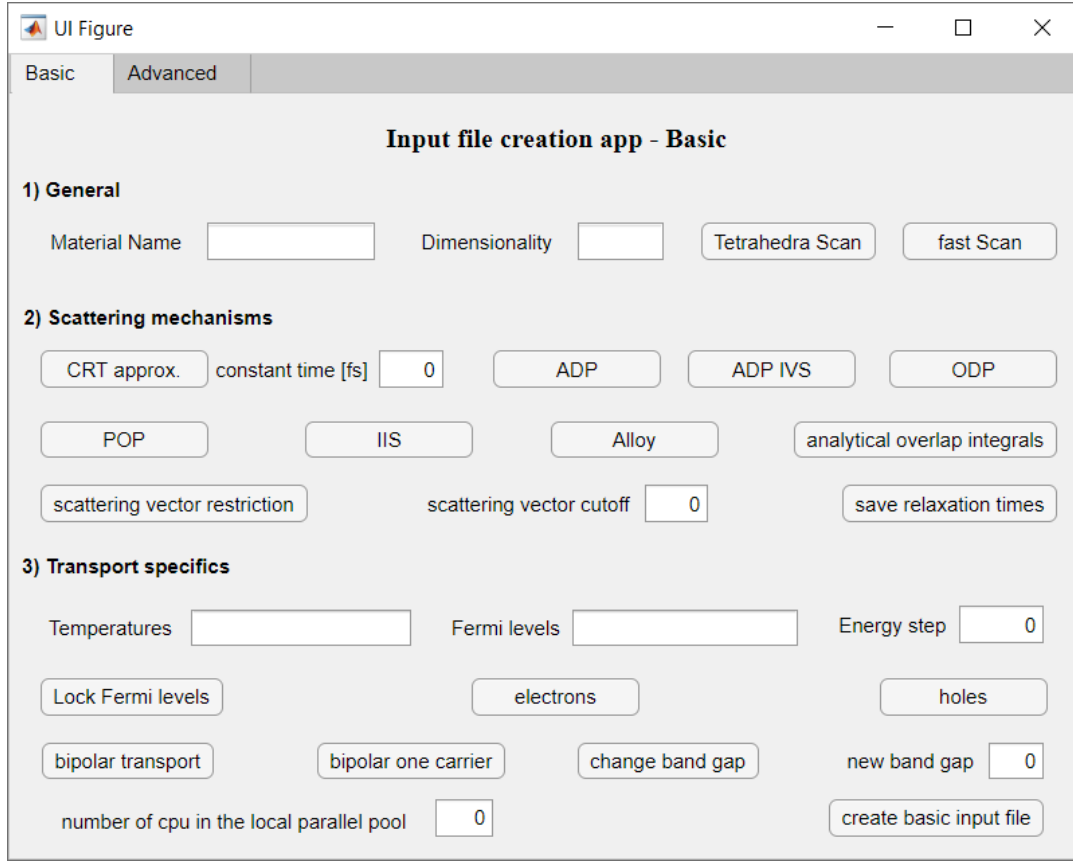 UI Figure
Basic Advanced
Input file creation app - Basic
1) General
Material Name Dimensionality Tetrahedra Scan fast Scan
2) Scattering mechanisms
CRT approx. constant time [fs] 0 ADP ADP IVS ODP
POP IIS Alloy analytical overlap integrals
scattering vector restriction scattering vector cutoff 0 save relaxation times
3) Transport specifics
Temperatures Fermi levels Energy step 0
Lock Fermi levels electrons holes
bipolar transport bipolar one carrier change band gap new band gap 0
number of cpu in the local parallel pool 0 create basic input file